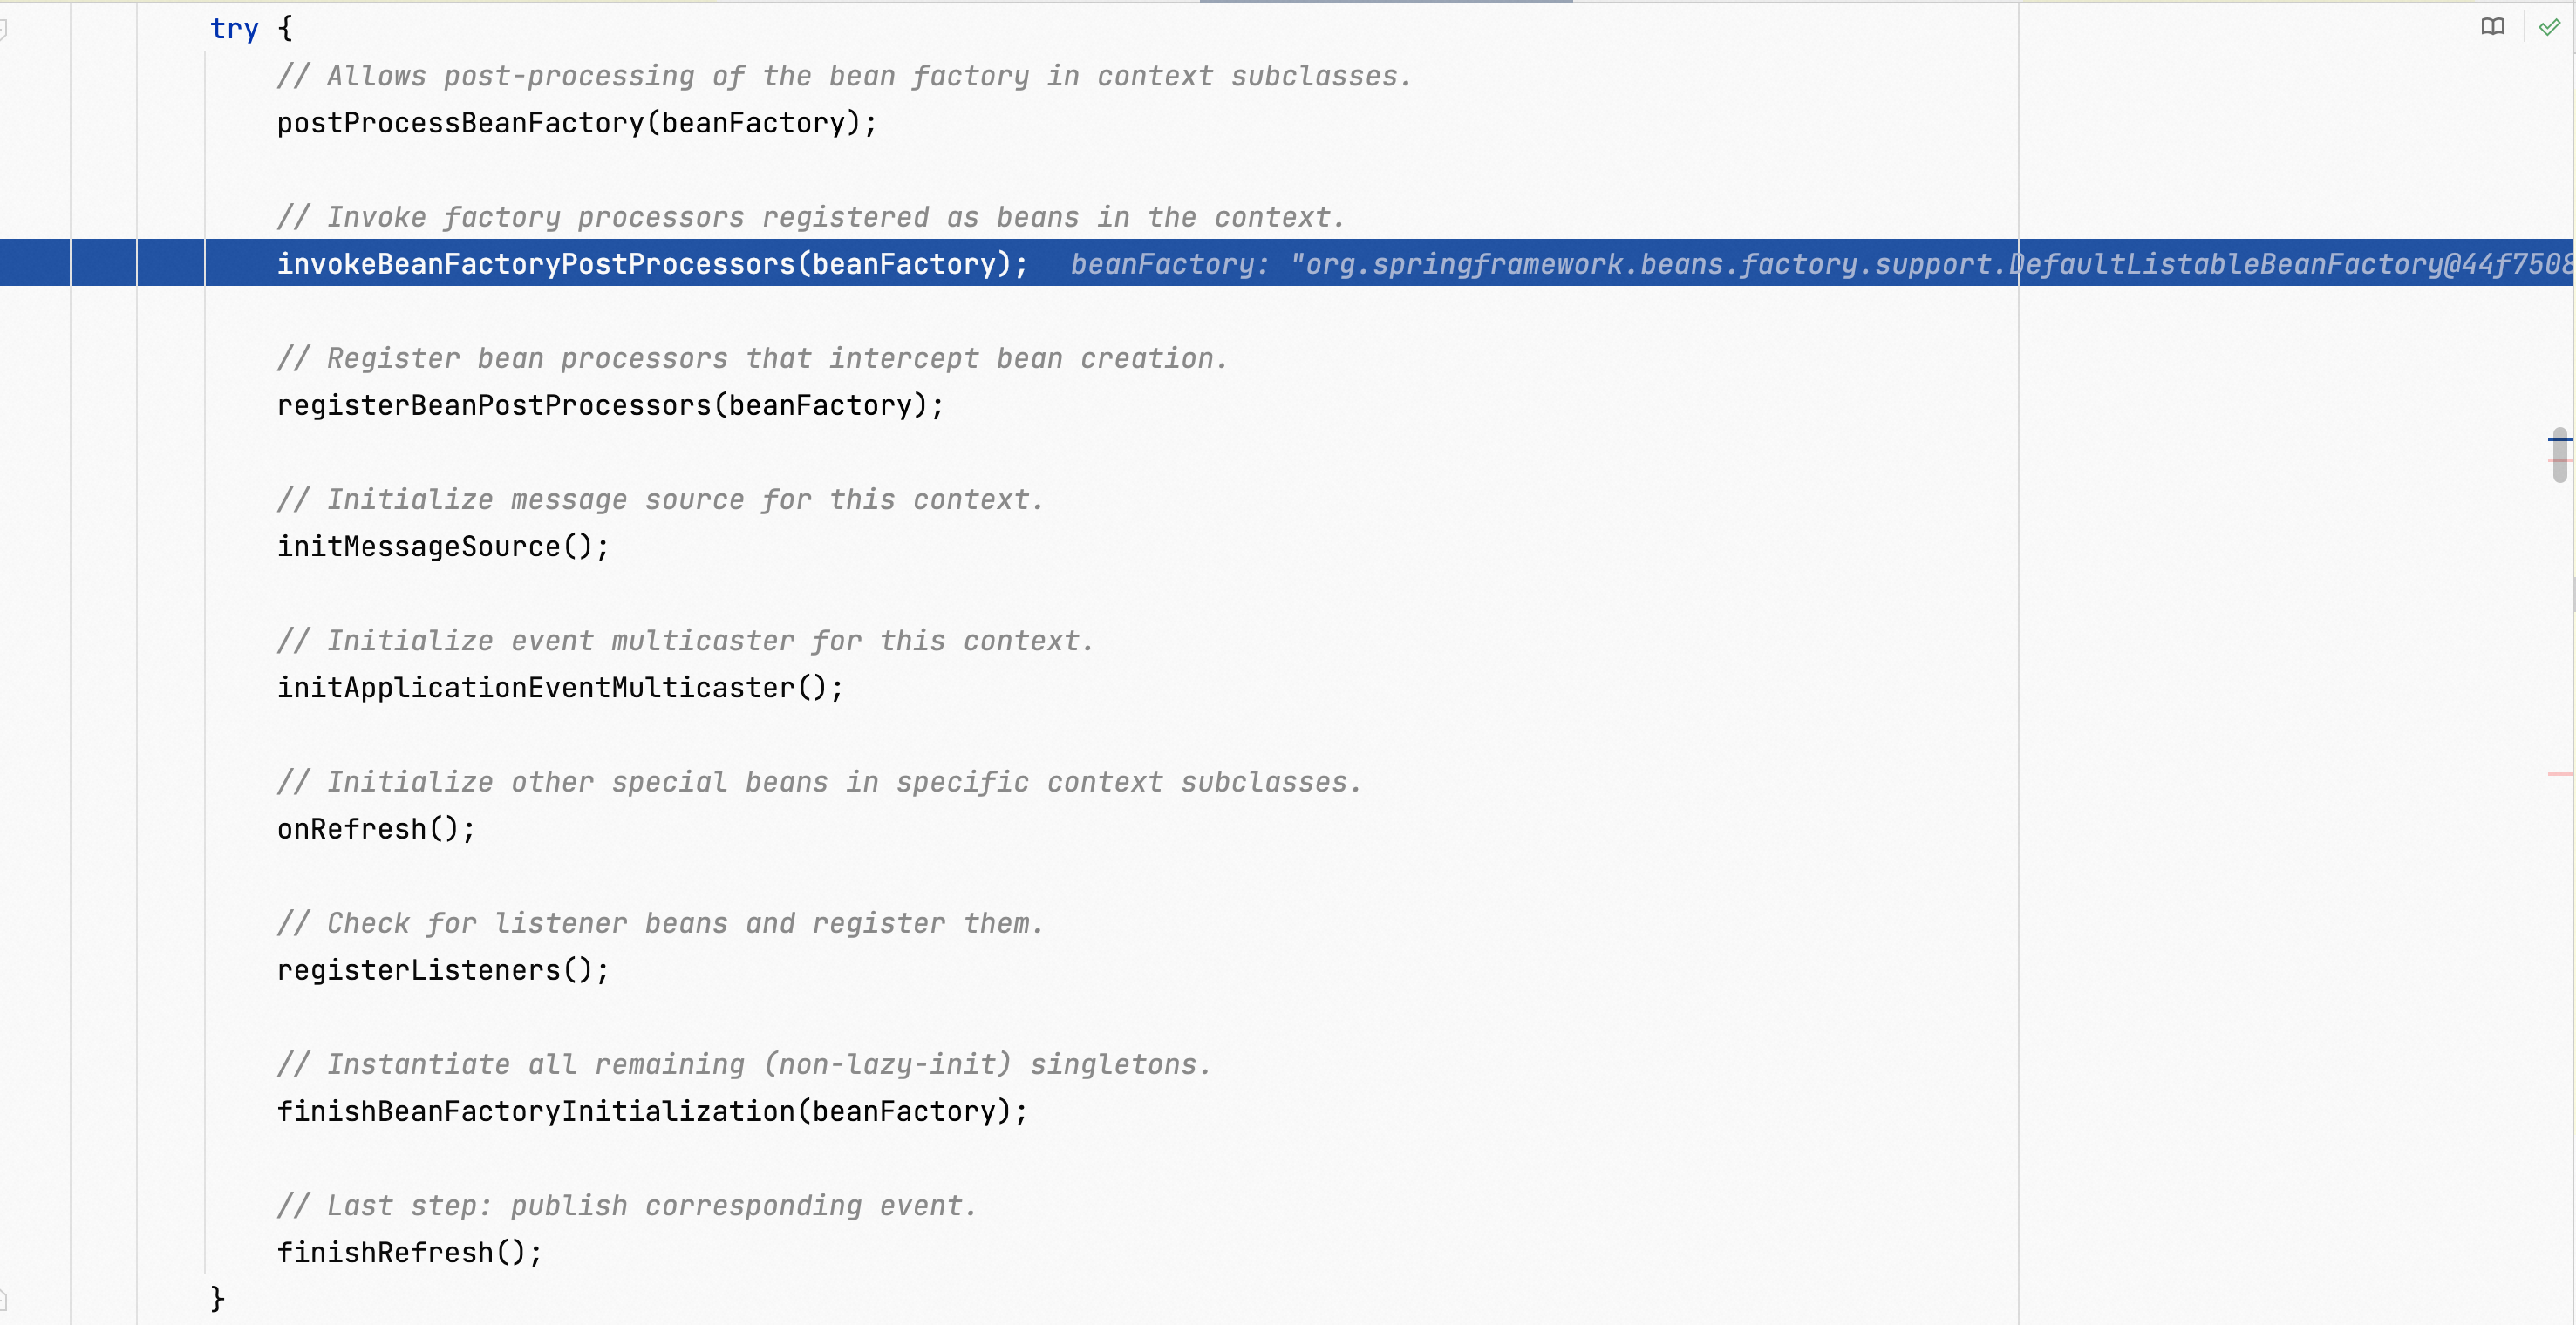 try {
// Allows post-processing of the bean factory in context subclasses.
postProcessBeanFactory(beanFactory);
// Invoke factory processors registered as beans in the context.
invokeBeanFactoryPostProcessors(beanFactory); beanFactory: "org.springframework.beans.factory.support.DefaultListableBeanFactory@44f7508
// Register bean processors that intercept bean creation.
registerBeanPostProcessors(beanFactory);
// Initialize message source for this context.
initMessageSource();
// Initialize event multicaster for this context.
initApplicationEventMulticaster();
// Initialize other special beans in specific context subclasses.
onRefresh();
// Check for listener beans and register them.
registerListeners();
// Instantiate all remaining (non-lazy-init) singletons.
finishBeanFactoryInitialization(beanFactory);
// Last step: publish corresponding event.
finishRefresh();
}